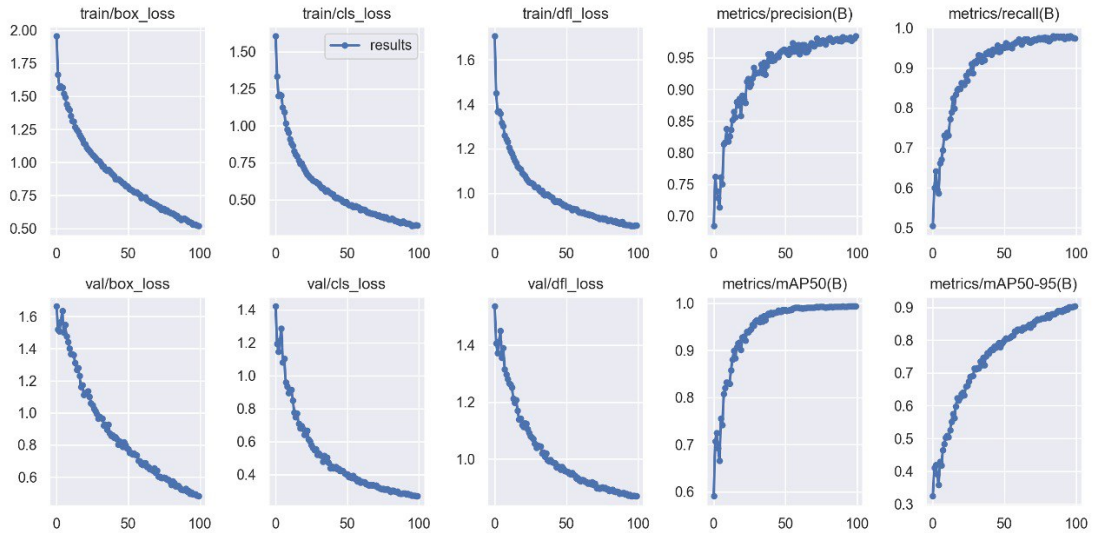 train/box_loss
train/cls_loss
train/dfl_loss
metrics/precision(B)
metrics/recall(B)
2.00
1.75
1.50
1.25
1.00
0.75
0.50
0 50 100
1.50
1.25
1.00
0.75
0.50
results
0 50 100
1.6
1.4
1.2
1.0
0 50 100
0.95
0.90
0.85
0.80
0.75
0.70
0 50 100
1.0
0.9
0.8
0.7
0.6
0.5
0 50 100
val/box_loss
val/cls_loss
val/dfl_loss
metrics/mAP50(B)
metrics/mAP50-95(B)
1.6
1.4
1.2
1.0
0.8
0.6
0 50 100
1.4
1.2
1.0
0.8
0.6
0.4
0 50 100
1.4
1.2
1.0
0 50 100
1.0
0.9
0.8
0.7
0.6
0 50 100
0.9
0.8
0.7
0.6
0.5
0.4
0.3
0 50 100